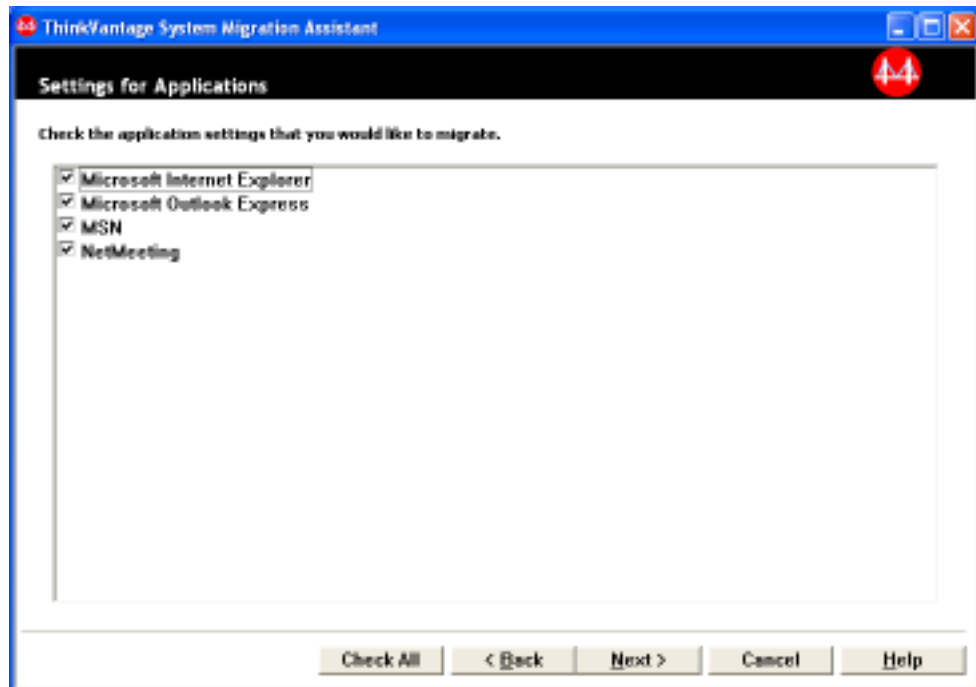 ThinkVantage System Migration Assistant
Settings for Applications
Check the application settings that you would like to migrate.
Microsoft Internet Explorer
Microsoft Outlook Express
MSN
NetMeeting
Check All
< Back
Next >
Cancel
Help